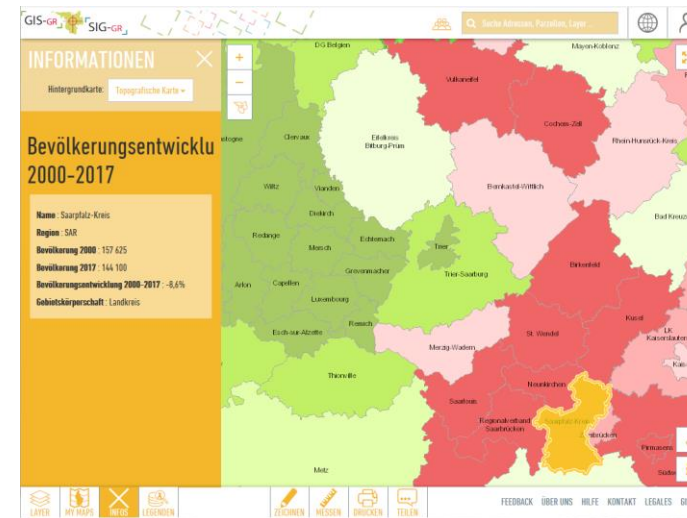 GIS-GR SIG-GR
Suche Adressen, Parzellen, Layer...
INFORMATIONEN
Hintergrundkarte: Topografische Karte
Bevölkerungsentwicklu
2000-2017
Name : Saarpfalz-Kreis
Region : SAR
Bevölkerung 2000 : 157 625
Bevölkerung 2017 : 144 100
Bevölkerungsentwicklung 2000-2017 : -8,6%
Gebietskörperschaft : Landkreis
+
−
DG Belgien
Mayen-Koblenz
Vulkaneifel
Cochem-Zell
Rhein-Hunsrück-Kreis
Clervaux
Eifelkreis
Bitburg-Prüm
Wiltz
Vianden
Bernkastel-Wittlich
Diekirch
Bad Kreuz
Redange
Mersch
Echternach
Trier
Grevenmacher
Trier-Saarburg
Birkenfeld
Arlon
Capellen
Luxembourg
Kusel
LK
Kaiserslautern
Esch-sur-Alzette
Remich
St. Wendel
Merzig-Wadern
Thionville
Neunkirchen
Saarlouis
Regionalverband
Saarbrücken
Saarpfalz-Kreis
Pirmasens
Metz
LAYER
MY MAPS
INFOS
LEGENDEN
ZEICHNEN
MESSEN
DRUCKEN
TEILEN
FEEDBACK
ÜBER UNS
HILFE
KONTAKT
LEGALES